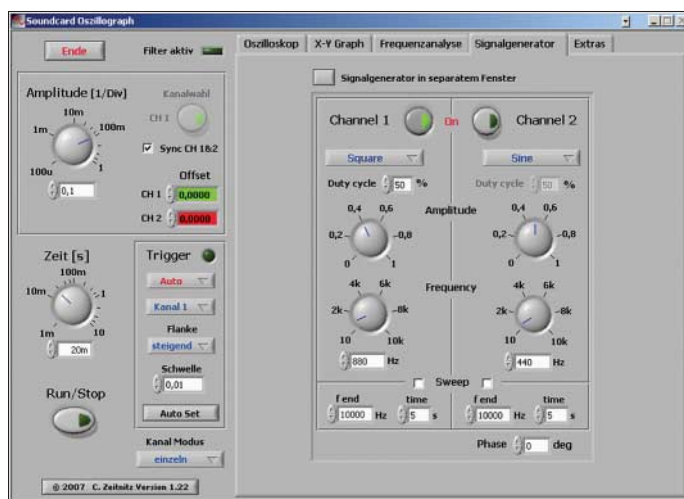 Soundcard Oszillograph
Ende
Filter aktiv
Amplitude [1/Div]
10m
1m
100m
100u
1
0,1
Kanalwahl
CH 1
Sync CH 1&2
Offset
CH 1 0,0000
CH 2 0,0000
Zeit [s]
100m
10m
.1
1m
10
20m
Run/Stop
Trigger
Auto
Kanal 1
Flanke
steigend
Schwelle
0,01
Auto Set
Kanal Modus
einzeln
© 2007 C. Zeitnitz Version 1.22
Oszilloskop X-Y Graph Frequenzanalyse Signalgenerator Extras
Signalgenerator in separatem Fenster
Channel 1 On Channel 2
Square Sine
Duty cycle 50 % Duty cycle 50 %
0,4 0,6 Amplitude 0,4 0,6
0,2 0,8 0,2 0,8
0 1 0 1
4k 6k Frequency 4k 6k
2k 8k 2k 8k
10 10k 10 10k
880 Hz 440 Hz
Sweep
f end time f end time
10000 Hz 5 s 10000 Hz 5 s
Phase 0 deg